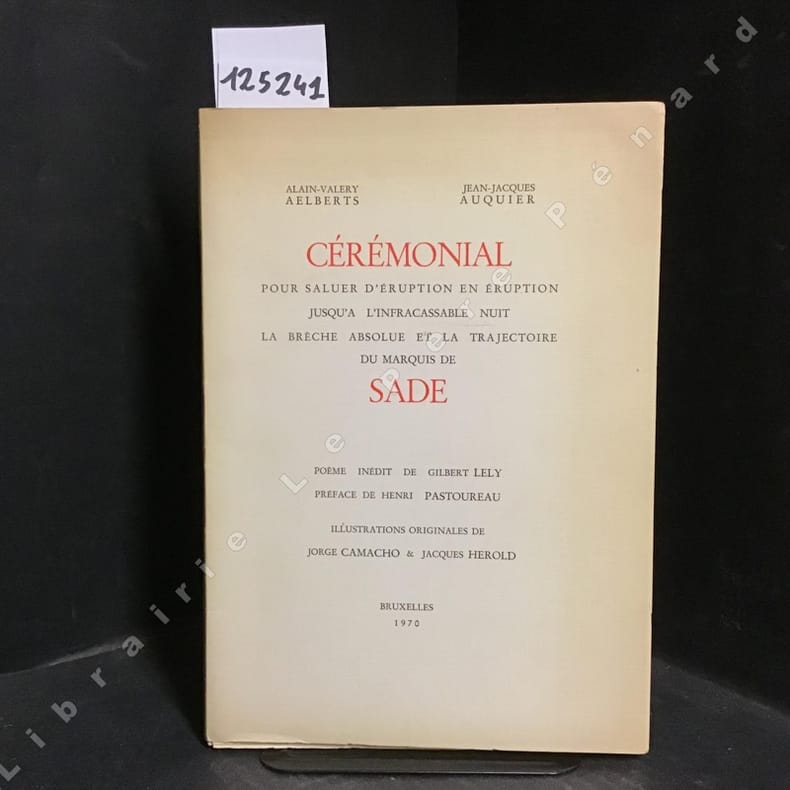 125241
ALAIN-VALERY
AELBERTS
JEAN-JACQUES
AUQUIER
CÉRÉMONIAL
POUR SALUER D'ÉRUPTION EN ÉRUPTION
JUSQU'A L'INFRACASSABLE NUIT
LA BRÈCHE ABSOLUE ET LA TRAJECTOIRE
DU MARQUIS DE
SADE
POÈME INÉDIT DE GILBERT LELY
PRÉFACE DE HENRI PASTOUREAU
ILLUSTRATIONS ORIGINALES DE
JORGE CAMACHO & JACQUES HEROLD
BRUXELLES
1970
Librairie Le Père Pénard